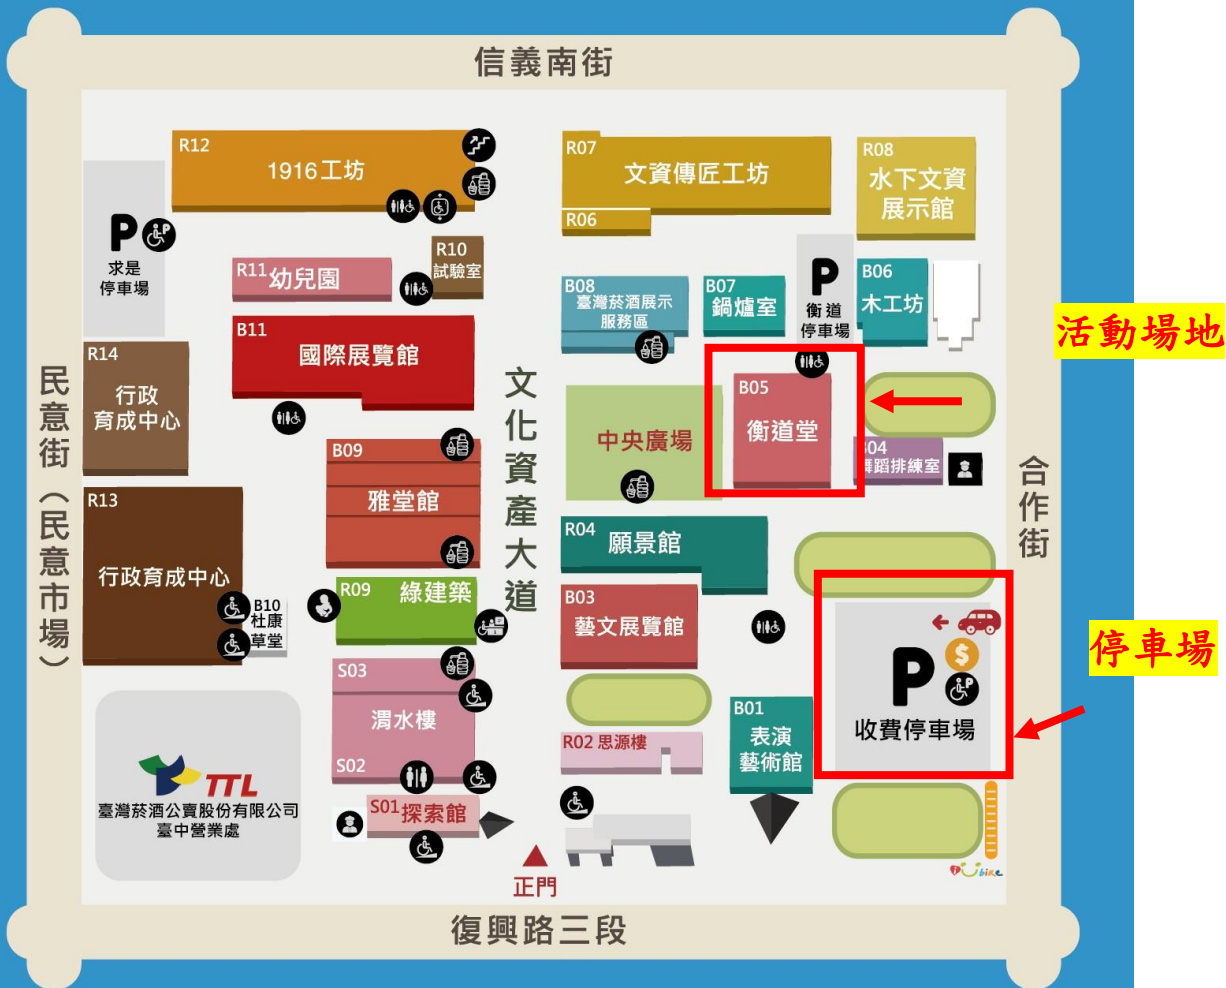 信義南街
R12
1916工坊
R07
文資傳匠工坊
R06
R08
水下文資
展示館
P
求是
停車場
R11 幼兒園
R10
試驗室
B08
臺灣菸酒展示
服務區
B07
鍋爐室
P
衡道
停車場
B06
木工坊
活動場地
B11
國際展覽館
R14
行政
育成中心
民意街（民意市場）
文化資產大道
中央廣場
B05
衡道堂
B04
舞蹈排練室
合作街
B09
雅堂館
R13
行政育成中心
R04
願景館
B10
杜康
草堂
R09 綠建築
B03
藝文展覽館
P
$
P
收費停車場
停車場
S03
渭水樓
S02
R02 思源樓
B01
表演
藝術館
TTL
臺灣菸酒公賣股份有限公司
臺中營業處
S01 探索館
正門
Ubike
復興路三段